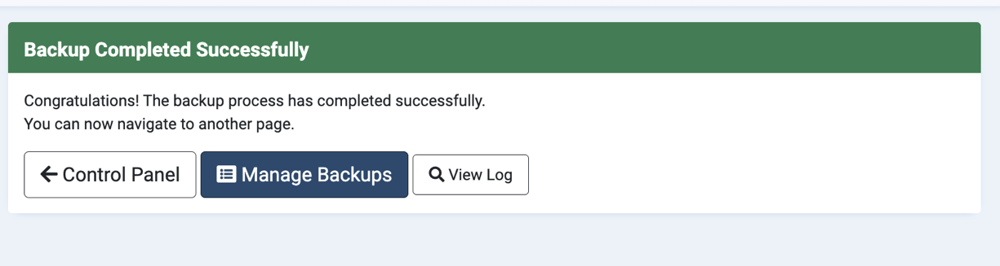 Backup Completed Successfully
Congratulations! The backup process has completed successfully.
You can now navigate to another page.
Control Panel Manage Backups View Log